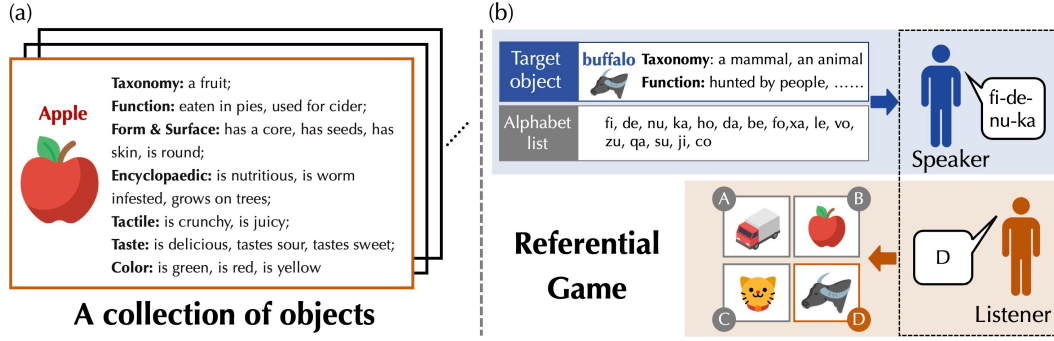 (a)
Apple
Taxonomy: a fruit;
Function: eaten in pies, used for cider;
Form & Surface: has a core, has seeds, has
skin, is round;
Encyclopaedic: is nutritious, is worm
infested, grows on trees;
Tactile: is crunchy, is juicy;
Taste: is delicious, tastes sour, tastes sweet;
Color: is green, is red, is yellow
A collection of objects
(b)
Target
object
buffalo
Taxonomy: a mammal, an animal
Function: hunted by people, ……
Alphabet
list
fi, de, nu, ka, ho, da, be, fo,xa, le, vo,
zu, qa, su, ji, co
fi-de-
nu-ka
Speaker
Referential
Game
A
B
C
D
D
Listener